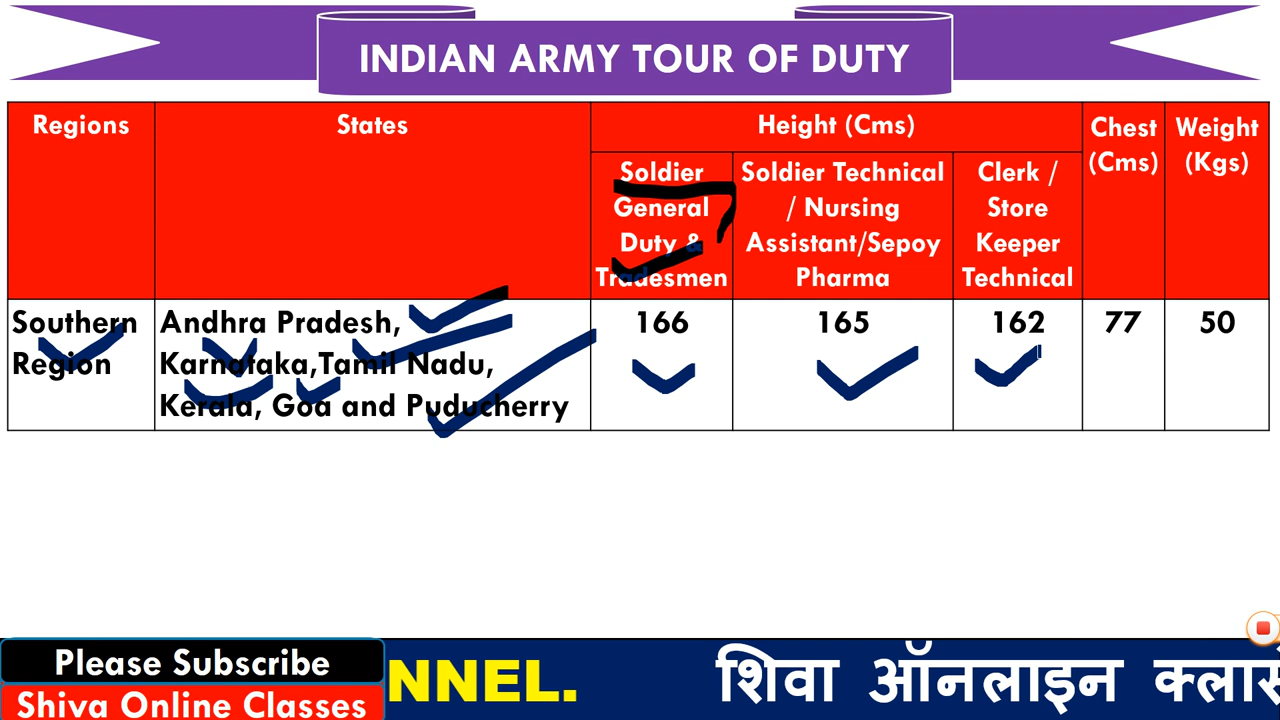 INDIAN ARMY TOUR OF DUTY
Regions
States
Height (Cms)
Chest
(Cms)
Weight
(Kgs)
Soldier
General
Duty &
Tradesmen
Soldier Technical
/ Nursing
Assistant/Sepoy
Pharma
Clerk /
Store
Keeper
Technical
Southern
Region
Andhra Pradesh,
Karnataka,Tamil Nadu,
Kerala, Goa and Puducherry
166
165
162
77
50
Please Subscribe
Shiva Online Classes
NNEL.
शिवा ऑनलाइन